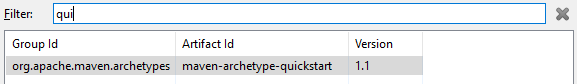 Filter: qui
Group Id Artifact Id Version
org.apache.maven.archetypes maven-archetype-quickstart 1.1